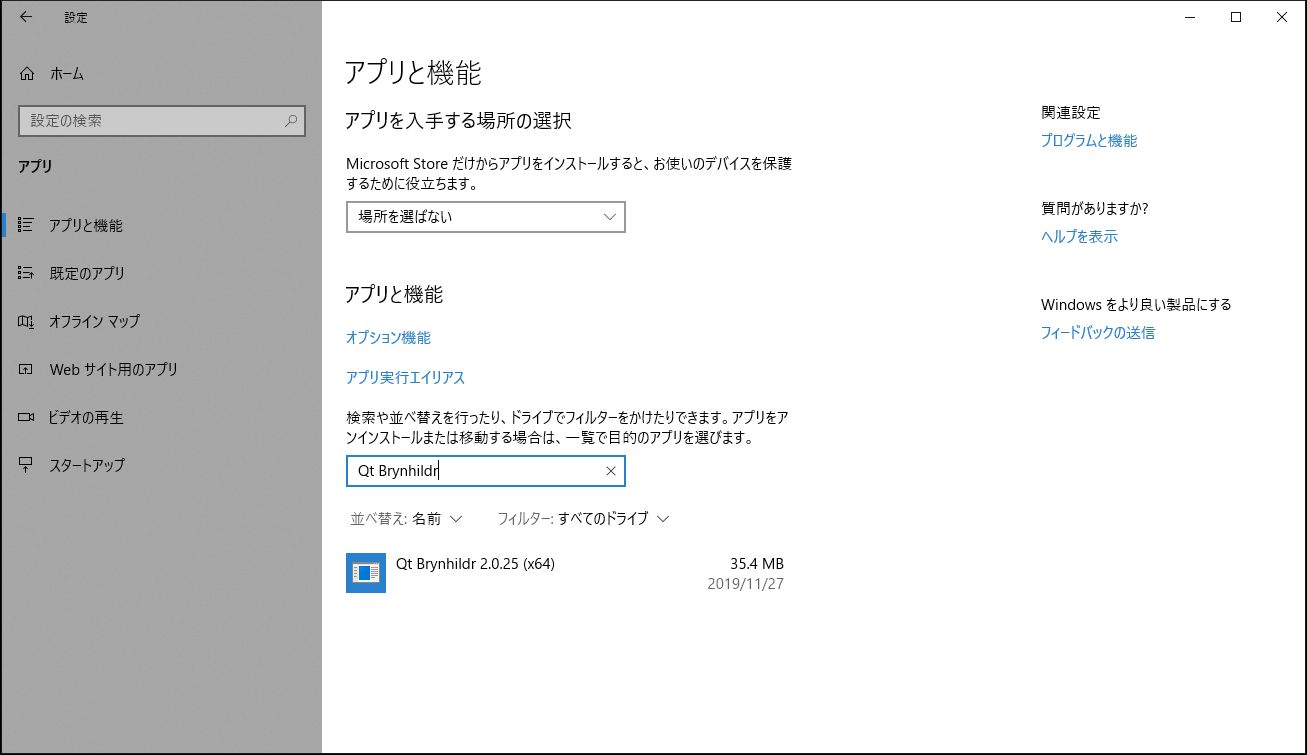 設定
ホーム
設定の検索
アプリ
アプリと機能
既定のアプリ
オフライン マップ
Web サイト用のアプリ
ビデオの再生
スタートアップ
アプリと機能
アプリを入手する場所の選択
Microsoft Store だけからアプリをインストールすると、お使いのデバイスを保護
するために役立ちます。
場所を選ばない
アプリと機能
オプション機能
アプリ実行エイリアス
検索や並べ替えを行ったり、ドライブでフィルターをかけたりできます。アプリをア
ンインストールまたは移動する場合は、一覧で目的のアプリを選びます。
Qt Brynhildr
並べ替え: 名前 フィルター: すべてのドライブ
Qt Brynhildr 2.0.25 (x64) 35.4 MB
2019/11/27
関連設定
プログラムと機能
質問がありますか?
ヘルプを表示
Windows をより良い製品にする
フィードバックの送信